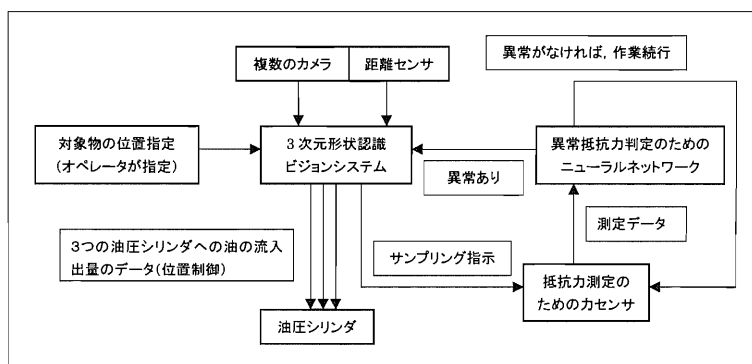 複数のカメラ
距離センサ
異常がなければ，作業続行
対象物の位置指定
(オペレータが指定)
3次元形状認識
ビジョンシステム
異常抵抗力判定のための
ニューラルネットワーク
異常あり
測定データ
3つの油圧シリンダへの油の流入
出量のデータ(位置制御)
サンプリング指示
抵抗力測定の
ための力センサ
油圧シリンダ